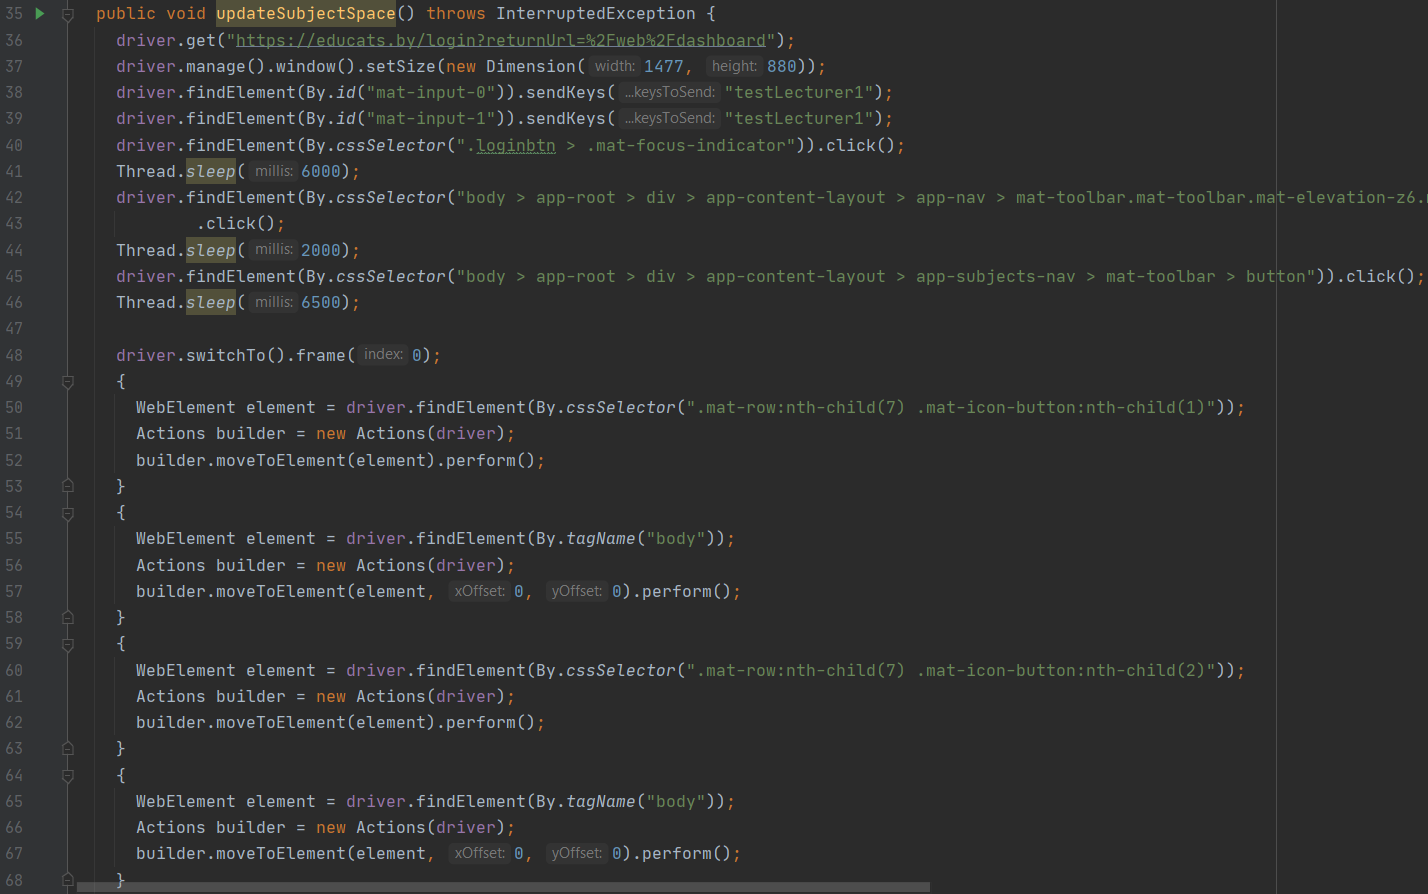 35 public void updateSubjectSpace() throws InterruptedException {
36 driver.get("https://educats.by/login?returnUrl=%2Fweb%2Fdashboard");
37 driver.manage().window().setSize(new Dimension( width: 1477, height: 880));
38 driver.findElement(By.id("mat-input-0")).sendKeys( ...keysToSend: "testLecturer1");
39 driver.findElement(By.id("mat-input-1")).sendKeys( ...keysToSend: "testLecturer1");
40 driver.findElement(By.cssSelector(".loginbtn > .mat-focus-indicator")).click();
41 Thread.sleep( millis: 6000);
42 driver.findElement(By.cssSelector("body > app-root > div > app-content-layout > app-nav > mat-toolbar.mat-toolbar.mat-elevation-z6.
43 .click();
44 Thread.sleep( millis: 2000);
45 driver.findElement(By.cssSelector("body > app-root > div > app-content-layout > app-subjects-nav > mat-toolbar > button")).click();
46 Thread.sleep( millis: 6500);
47
48 driver.switchTo().frame( index: 0);
49 {
50 WebElement element = driver.findElement(By.cssSelector(".mat-row:nth-child(7) .mat-icon-button:nth-child(1)"));
51 Actions builder = new Actions(driver);
52 builder.moveToElement(element).perform();
53 }
54 {
55 WebElement element = driver.findElement(By.tagName("body"));
56 Actions builder = new Actions(driver);
57 builder.moveToElement(element, xOffset: 0, yOffset: 0).perform();
58 }
59 {
60 WebElement element = driver.findElement(By.cssSelector(".mat-row:nth-child(7) .mat-icon-button:nth-child(2)"));
61 Actions builder = new Actions(driver);
62 builder.moveToElement(element).perform();
63 }
64 {
65 WebElement element = driver.findElement(By.tagName("body"));
66 Actions builder = new Actions(driver);
67 builder.moveToElement(element, xOffset: 0, yOffset: 0).perform();
68 }